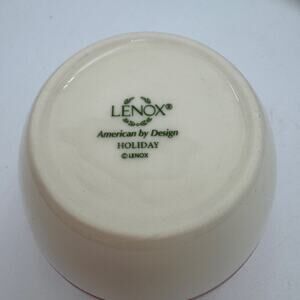 LENOX®
American by Design
HOLIDAY
© LENOX